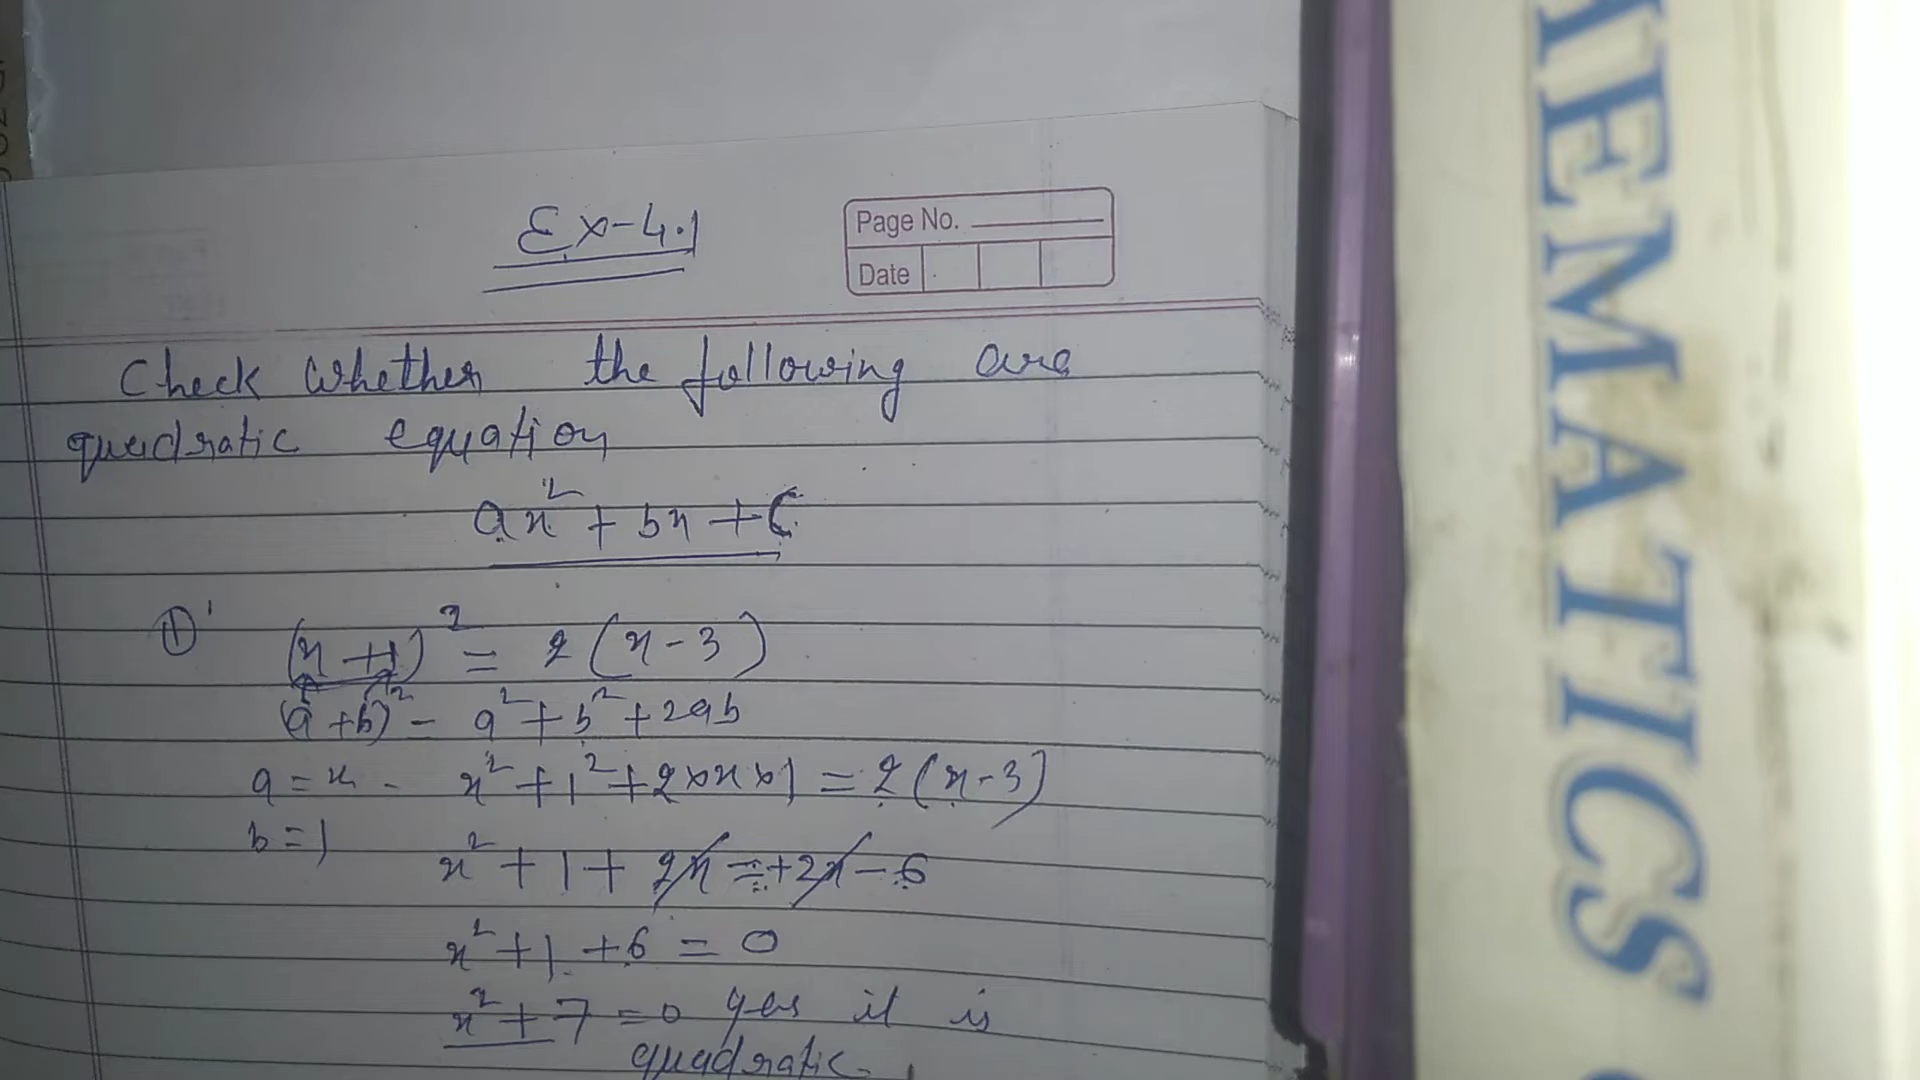 Ex-4.1
Page No.
Date
Check whether the following are
quadratic equation
ax² + bx + c
① (x+1)² = 2(x-3)
(a+b)² - a² + b² + 2ab
a = x - x² + 1² + 2×x×1 = 2(x-3)
b = 1
x² + 1 + 2x = +2x - 6
x² + 1 + 6 = 0
x² + 7 = 0 yes it is
quadratic.
HEMATICS